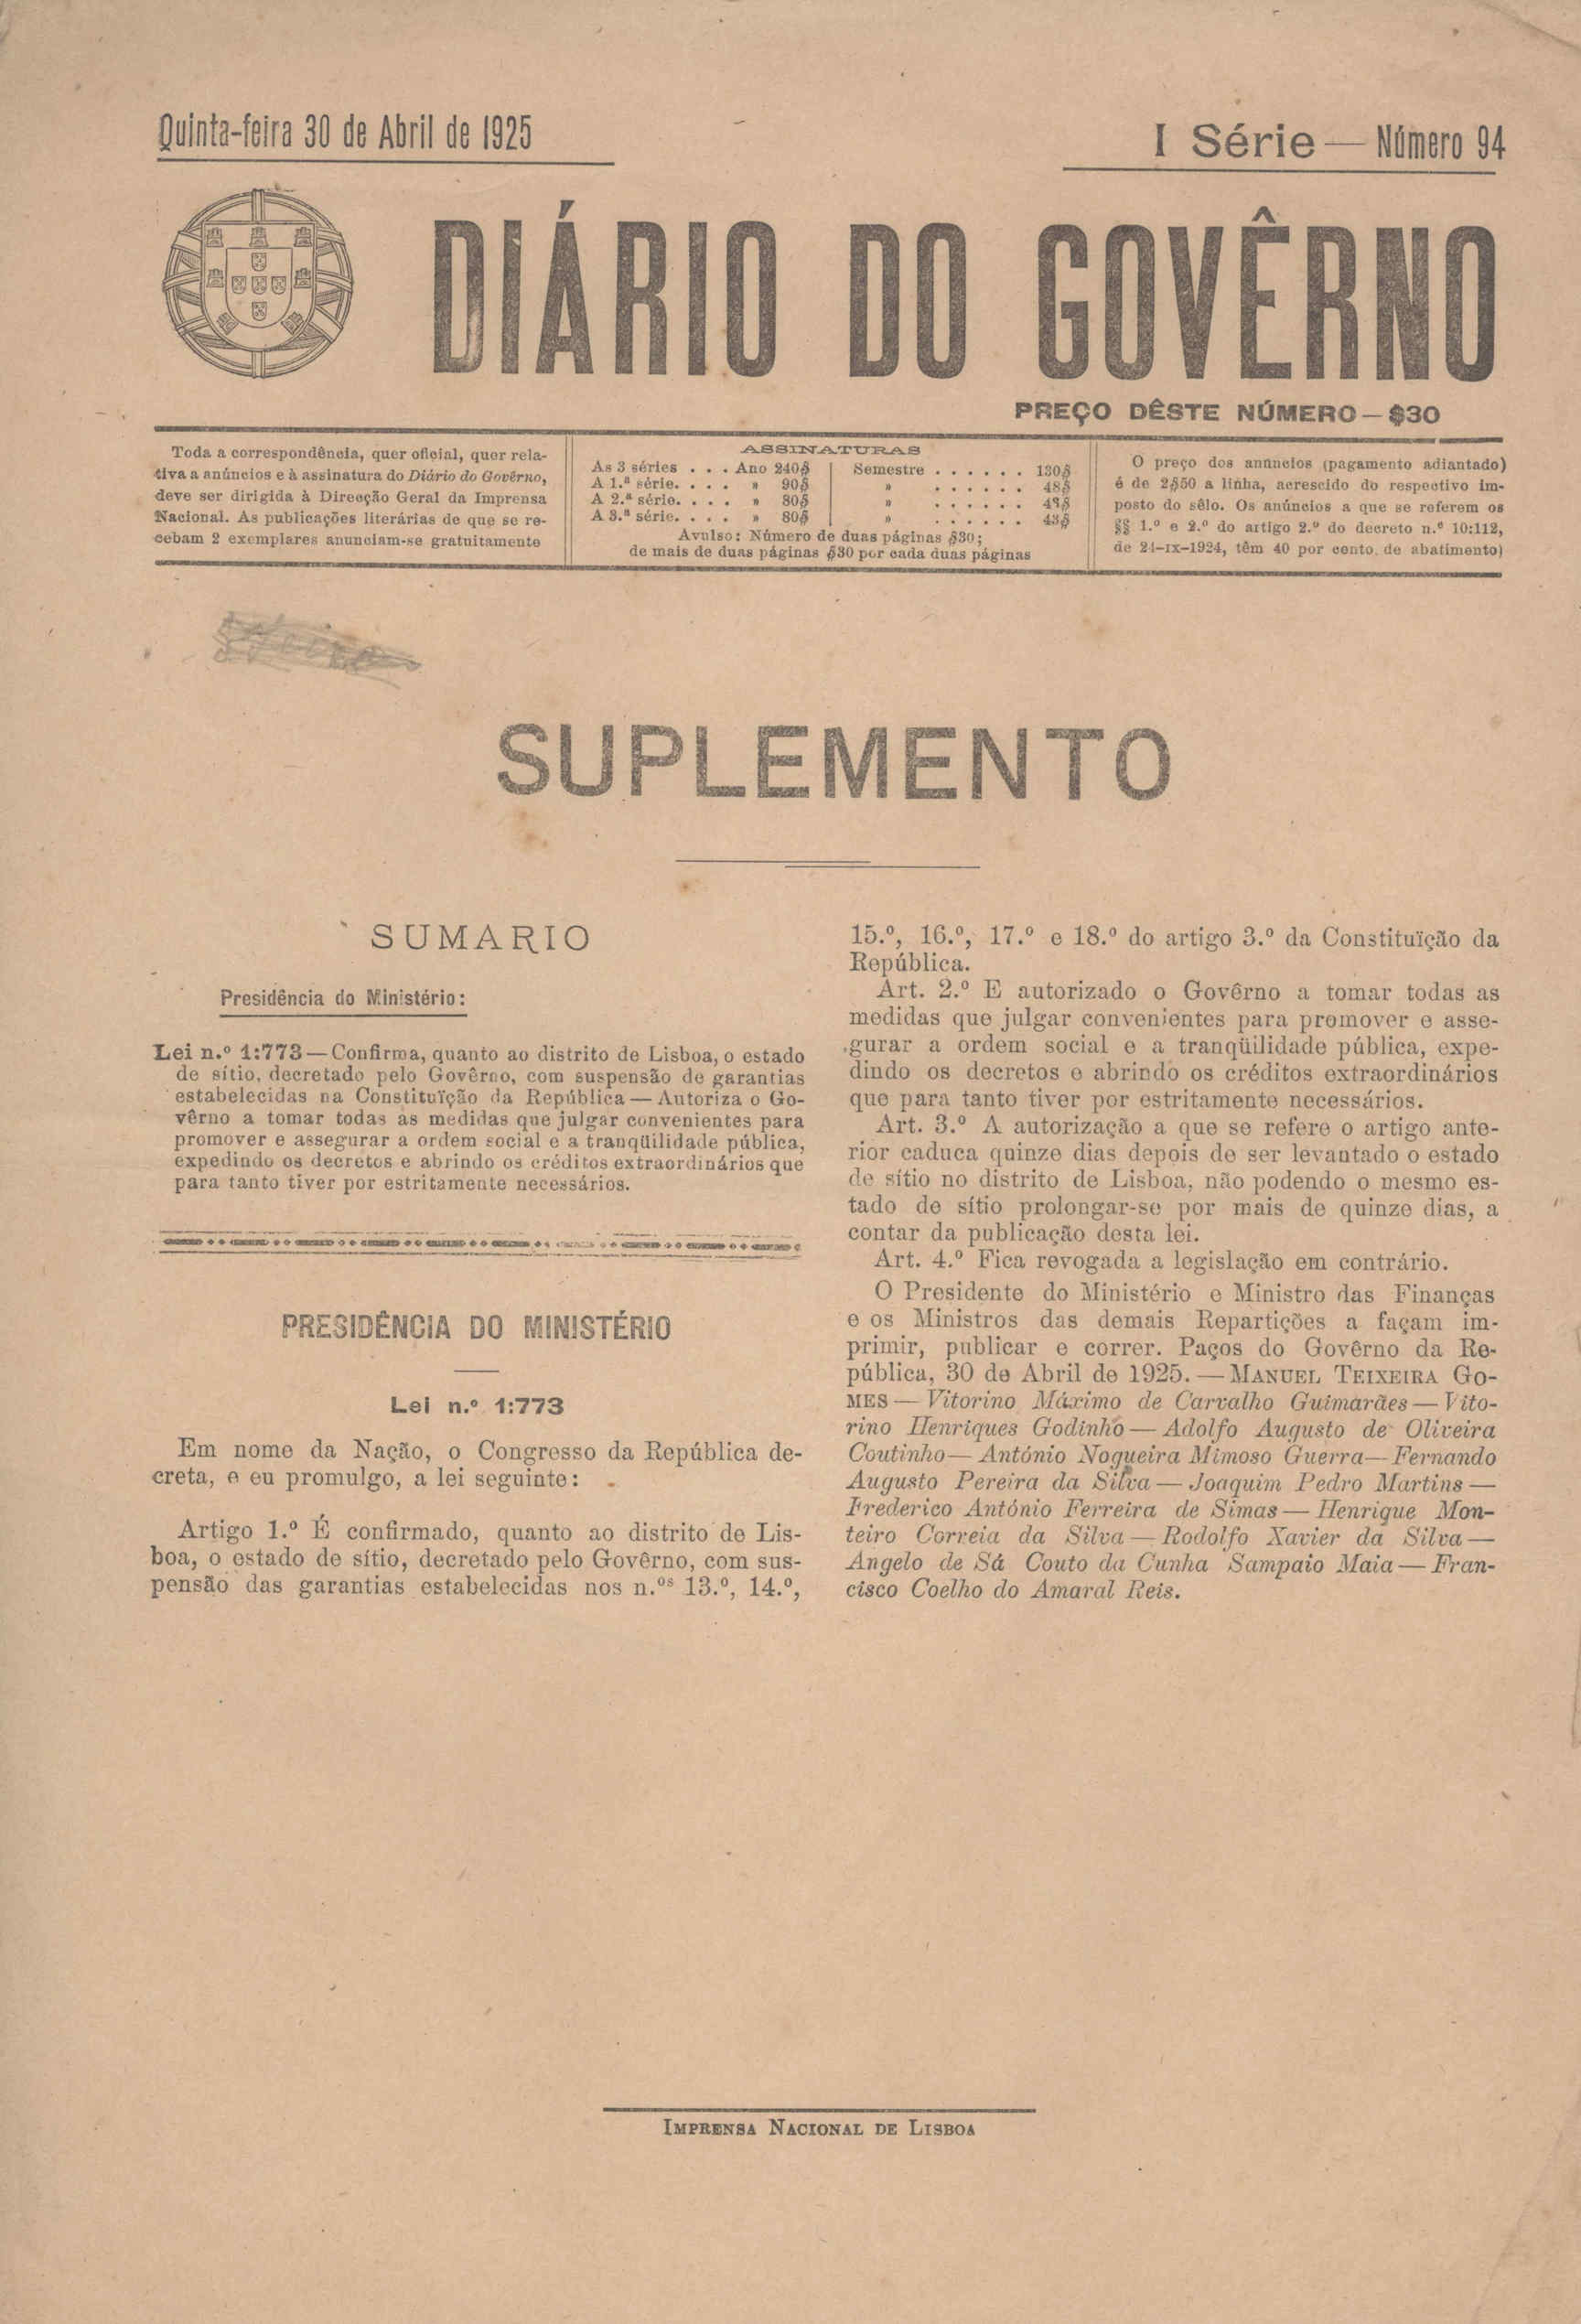 Quinta-feira 30 de Abril de 1925
I Série — Número 94
DIÁRIO DO GOVÊRNO
PREÇO DÊSTE NÚMERO — $30
Toda a correspondência, quer oficial, quer rela-
tiva a anúncios e à assinatura do Diário do Govêrno,
deve ser dirigida à Direcção Geral da Imprensa
Nacional. As publicações literárias de que se re-
cebam 2 exemplares anunciam-se gratuitamente
ASSINATURAS
As 3 séries . . . Ano 240$ | Semestre . . . . . . 130$
A 1.ª série. . . . » 90$ | » . . . . . . 48$
A 2.ª série. . . . » 80$ | » . . . . . . 43$
A 3.ª série. . . . » 80$ | » . . . . . . 43$
Avulso: Número de duas páginas $30;
de mais de duas páginas $30 por cada duas páginas
O preço dos anúncios (pagamento adiantado)
é de 2$50 a linha, acrescido do respectivo im-
posto do sêlo. Os anúncios a que se referem os
§§ 1.º e 2.º do artigo 2.º do decreto n.º 10:112,
de 24-IX-1924, têm 40 por cento de abatimento)
SUPLEMENTO
SUMARIO
Presidência do Ministério:
Lei n.º 1:773 — Confirma, quanto ao distrito de Lisboa, o estado
de sítio, decretado pelo Govêrno, com suspensão de garantias
estabelecidas na Constituïção da República — Autoriza o Go-
vêrno a tomar todas as medidas que julgar convenientes para
promover e assegurar a ordem social e a tranqüilidade pública,
expedindo os decretos e abrindo os créditos extraordinários que
para tanto tiver por estritamente necessários.
PRESIDÊNCIA DO MINISTÉRIO
Lei n.º 1:773
Em nome da Nação, o Congresso da República de-
creta, e eu promulgo, a lei seguinte:
Artigo 1.º É confirmado, quanto ao distrito de Lis-
boa, o estado de sítio, decretado pelo Govêrno, com sus-
pensão das garantias estabelecidas nos n.ºs 13.º, 14.º,
15.º, 16.º, 17.º e 18.º do artigo 3.º da Constituïção da
República.
Art. 2.º E autorizado o Govêrno a tomar todas as
medidas que julgar convenientes para promover e asse-
gurar a ordem social e a tranqüilidade pública, expe-
dindo os decretos e abrindo os créditos extraordinários
que para tanto tiver por estritamente necessários.
Art. 3.º A autorização a que se refere o artigo ante-
rior caduca quinze dias depois de ser levantado o estado
de sítio no distrito de Lisboa, não podendo o mesmo es-
tado de sítio prolongar-se por mais de quinze dias, a
contar da publicação desta lei.
Art. 4.º Fica revogada a legislação em contrário.
O Presidente do Ministério e Ministro das Finanças
e os Ministros das demais Repartições a façam im-
primir, publicar e correr. Paços do Govêrno da Re-
pública, 30 de Abril de 1925. — MANUEL TEIXEIRA GO-
MES — Vitorino Máximo de Carvalho Guimarães — Vito-
rino Henriques Godinho — Adolfo Augusto de Oliveira
Coutinho — António Nogueira Mimoso Guerra — Fernando
Augusto Pereira da Silva — Joaquim Pedro Martins —
Frederico António Ferreira de Simas — Henrique Mon-
teiro Correia da Silva — Rodolfo Xavier da Silva —
Angelo de Sá Couto da Cunha Sampaio Maia — Fran-
cisco Coelho do Amaral Reis.
IMPRENSA NACIONAL DE LISBOA